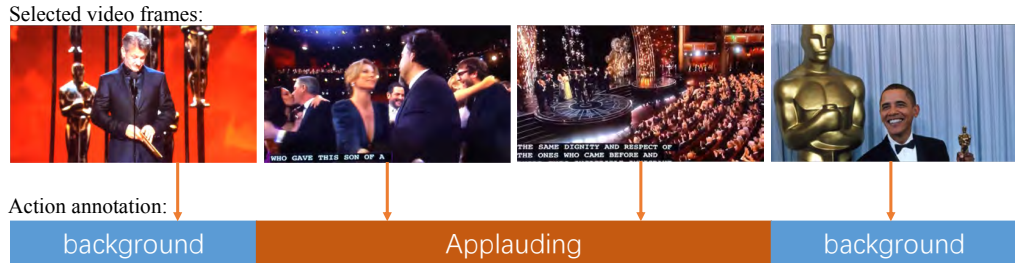 Selected video frames:
WHO GAVE THIS SON OF A
THE SAME DIGNITY AND RESPECT OF
THE ONES WHO CAME BEFORE AND
Action annotation:
background
Applauding
background